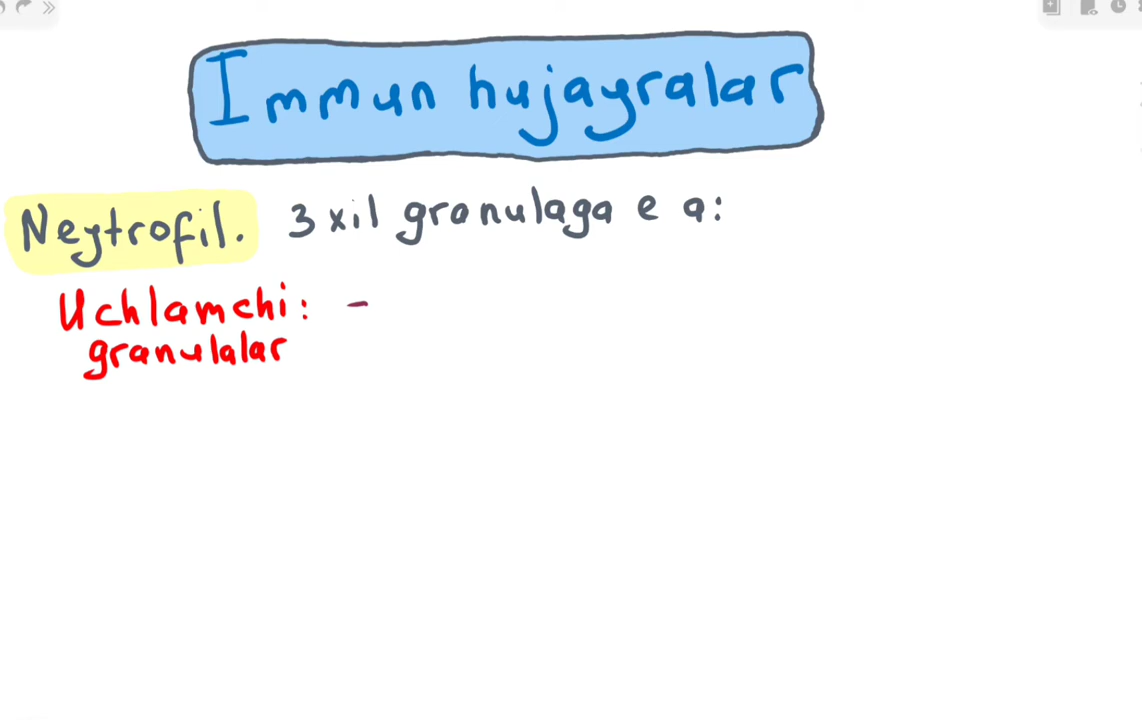 Immun hujayralar
Neytrofil. 3 xil granulaga e a:
Uchlamchi: -
granulalar